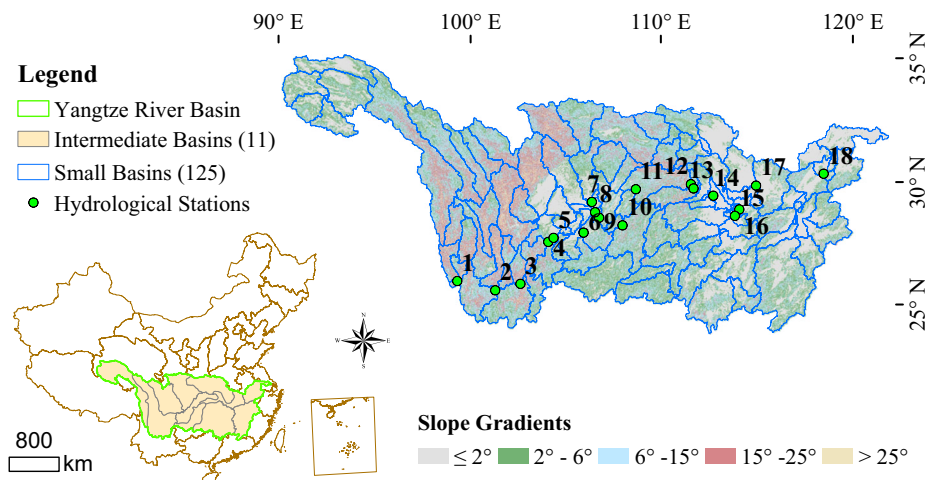 90° E 100° E 110° E 120° E
35° N
30° N
25° N
Legend
Yangtze River Basin
Intermediate Basins (11)
Small Basins (125)
Hydrological Stations
1
2
3
4
5
6
7
8
9
10
11
12
13
14
15
16
17
18
N
W E
S
800
km
Slope Gradients
≤ 2° 2° - 6° 6° -15° 15° -25° > 25°